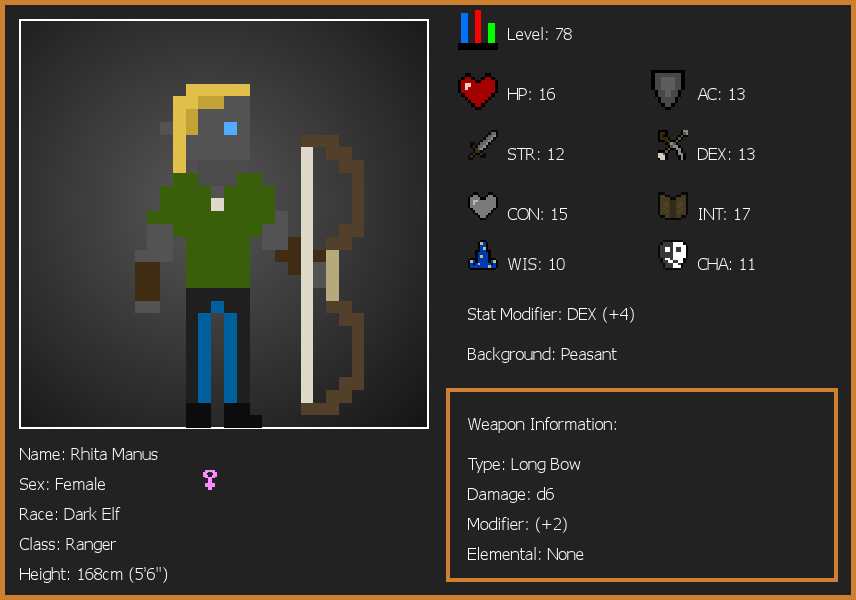 Level: 78
HP: 16
AC: 13
STR: 12
DEX: 13
CON: 15
INT: 17
WIS: 10
CHA: 11
Stat Modifier: DEX (+4)
Background: Peasant
Weapon Information:
Type: Long Bow
Damage: d6
Modifier: (+2)
Elemental: None
Name: Rhita Manus
Sex: Female
Race: Dark Elf
Class: Ranger
Height: 168cm (5'6")